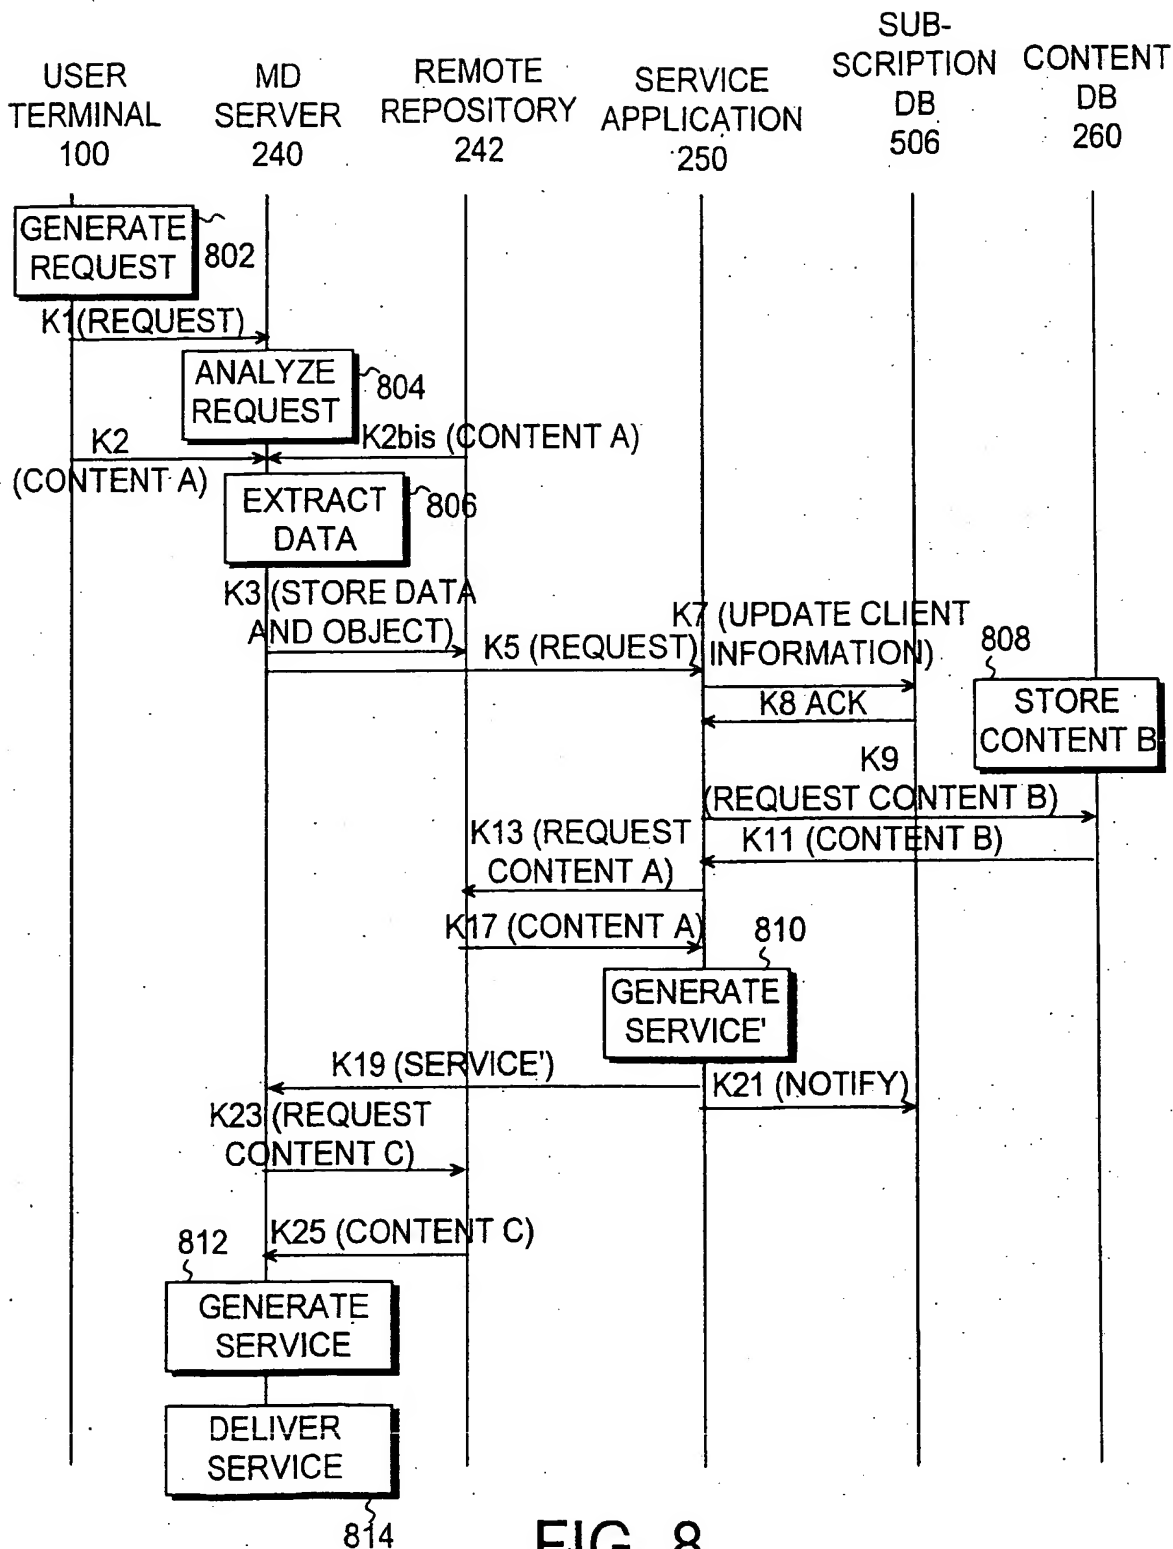 USER
TERMINAL
100
MD
SERVER
240
REMOTE
REPOSITORY
242
SERVICE
APPLICATION
250
SUB-
SCRIPTION
DB
506
CONTENT
DB
260
GENERATE
REQUEST
802
K1(REQUEST)
ANALYZE
REQUEST
804
K2
(CONTENT A)
K2bis (CONTENT A)
EXTRACT
DATA
806
K3 (STORE DATA
AND OBJECT)
K5 (REQUEST)
K7 (UPDATE CLIENT
INFORMATION)
K8 ACK
808
STORE
CONTENT B
K9
(REQUEST CONTENT B)
K11 (CONTENT B)
K13 (REQUEST
CONTENT A)
K17 (CONTENT A)
810
GENERATE
SERVICE'
K19 (SERVICE')
K21 (NOTIFY)
K23 (REQUEST
CONTENT C)
K25 (CONTENT C)
812
GENERATE
SERVICE
DELIVER
SERVICE
814
FIG. 8